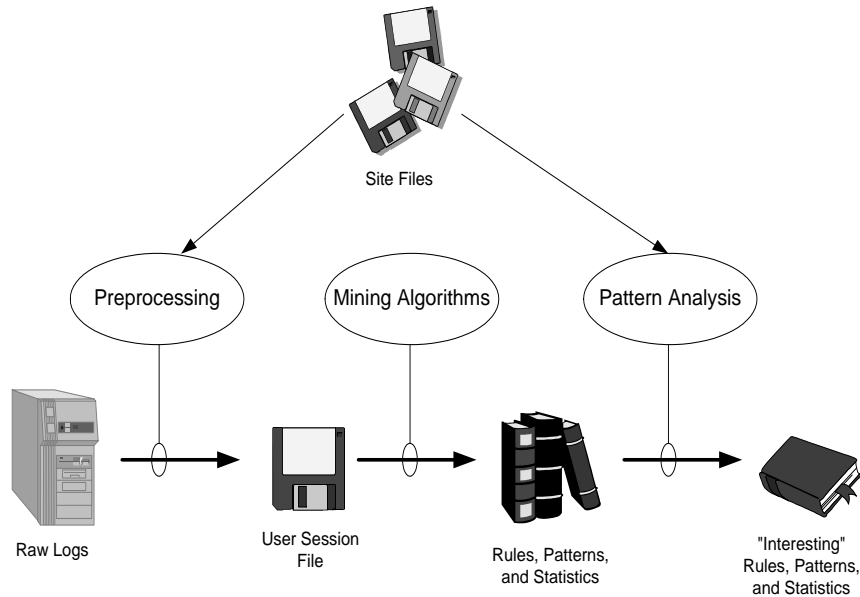 Site Files
Preprocessing
Mining Algorithms
Pattern Analysis
Raw Logs
User Session
File
Rules, Patterns,
and Statistics
"Interesting"
Rules, Patterns,
and Statistics